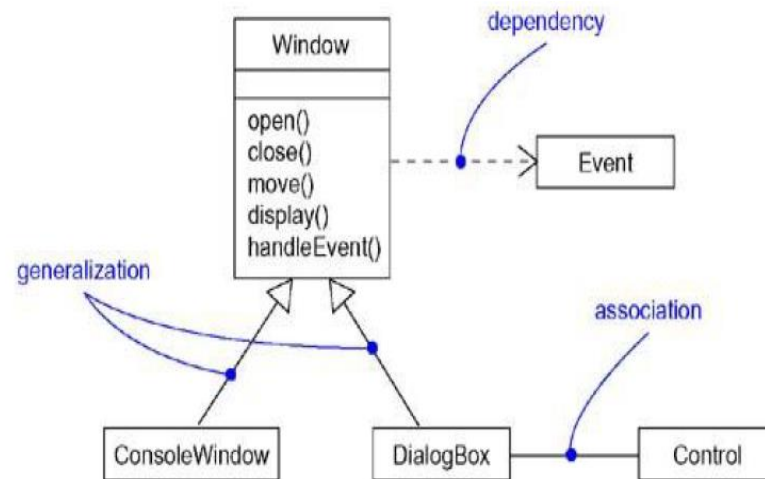 dependency
Window
open()
close()
move()
display()
handleEvent()
Event
generalization
association
ConsoleWindow
DialogBox
Control